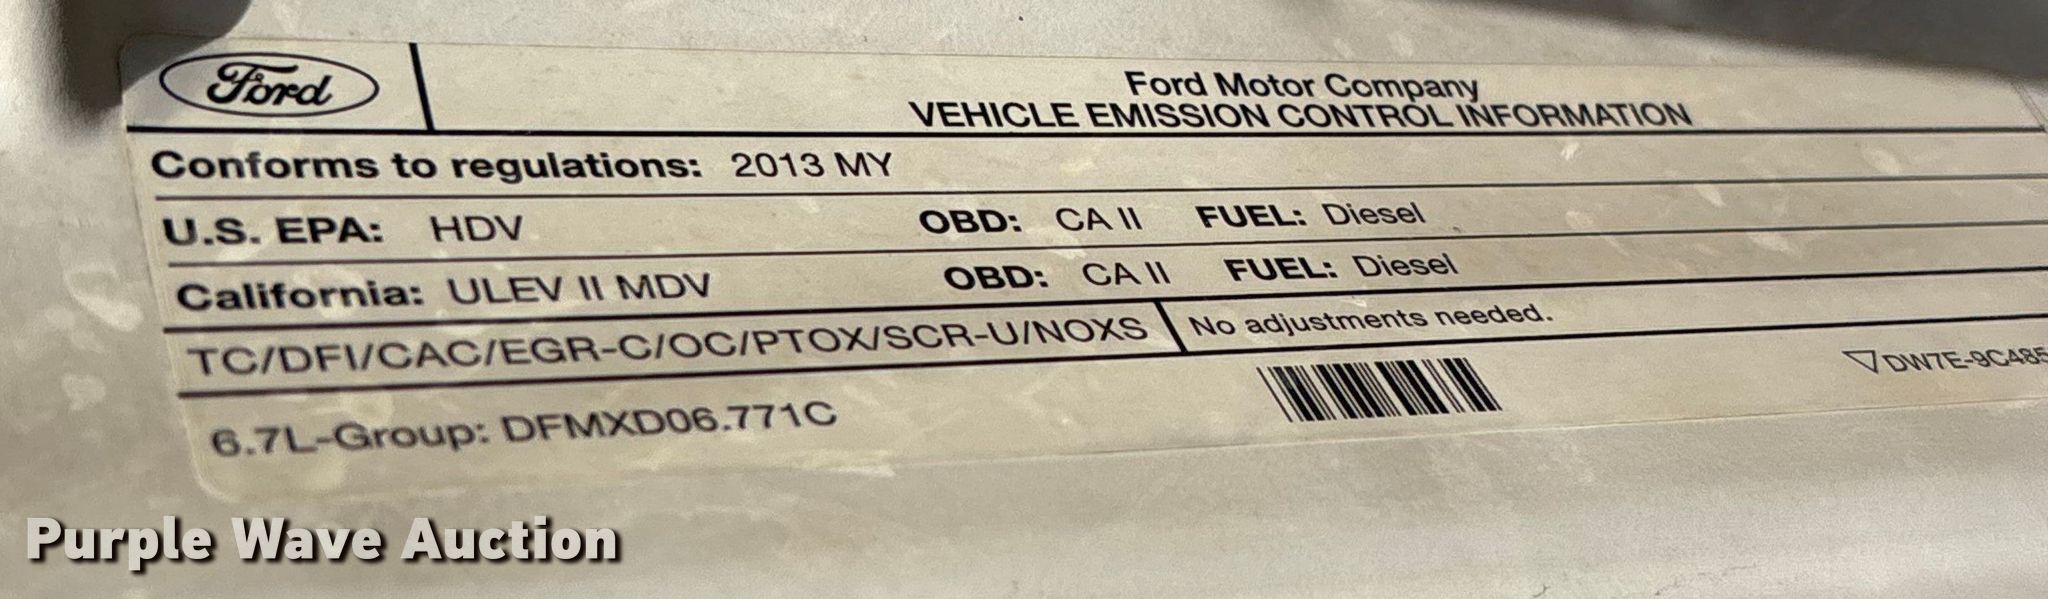 Ford
Ford Motor Company
VEHICLE EMISSION CONTROL INFORMATION
Conforms to regulations: 2013 MY
U.S. EPA: HDV OBD: CA II FUEL: Diesel
California: ULEV II MDV OBD: CA II FUEL: Diesel
TC/DFI/CAC/EGR-C/OC/PTOX/SCR-U/NOXS No adjustments needed.
6.7L-Group: DFMXD06.771C
DW7E-9C485
Purple Wave Auction